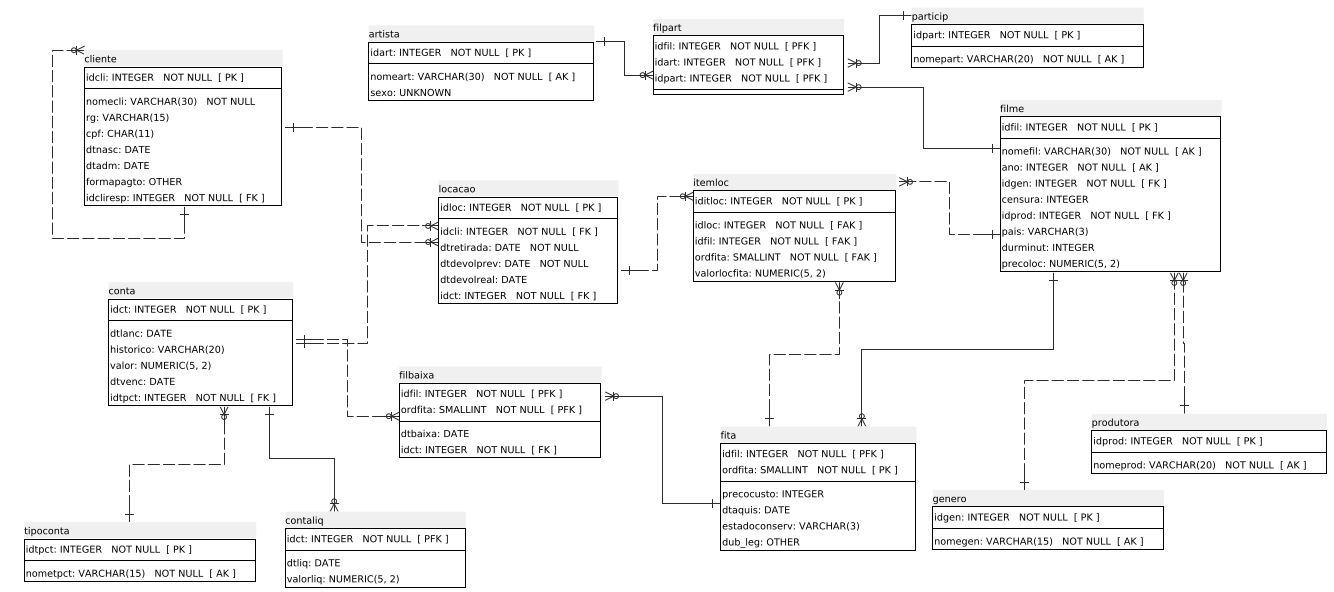 cliente
idcli: INTEGER NOT NULL [ PK ]
nomecli: VARCHAR(30) NOT NULL
rg: VARCHAR(15)
cpf: CHAR(11)
dtnasc: DATE
dtadm: DATE
formapagto: OTHER
idcliresp: INTEGER NOT NULL [ FK ]
artista
idart: INTEGER NOT NULL [ PK ]
nomeart: VARCHAR(30) NOT NULL [ AK ]
sexo: UNKNOWN
filpart
idfil: INTEGER NOT NULL [ PFK ]
idart: INTEGER NOT NULL [ PFK ]
idpart: INTEGER NOT NULL [ PFK ]
particip
idpart: INTEGER NOT NULL [ PK ]
nomepart: VARCHAR(20) NOT NULL [ AK ]
filme
idfil: INTEGER NOT NULL [ PK ]
nomefil: VARCHAR(30) NOT NULL [ AK ]
ano: INTEGER NOT NULL [ AK ]
idgen: INTEGER NOT NULL [ FK ]
censura: INTEGER
idprod: INTEGER NOT NULL [ FK ]
pais: VARCHAR(3)
durminut: INTEGER
precoloc: NUMERIC(5, 2)
locacao
idloc: INTEGER NOT NULL [ PK ]
idcli: INTEGER NOT NULL [ FK ]
dtretirada: DATE NOT NULL
dtdevolprev: DATE NOT NULL
dtdevolreal: DATE
idct: INTEGER NOT NULL [ FK ]
itemloc
iditloc: INTEGER NOT NULL [ PK ]
idloc: INTEGER NOT NULL [ FAK ]
idfil: INTEGER NOT NULL [ FAK ]
ordfita: SMALLINT NOT NULL [ FAK ]
valorlocfita: NUMERIC(5, 2)
conta
idct: INTEGER NOT NULL [ PK ]
dtlanc: DATE
historico: VARCHAR(20)
valor: NUMERIC(5, 2)
dtvenc: DATE
idtpct: INTEGER NOT NULL [ FK ]
filbaixa
idfil: INTEGER NOT NULL [ PFK ]
ordfita: SMALLINT NOT NULL [ PFK ]
dtbaixa: DATE
idct: INTEGER NOT NULL [ FK ]
fita
idfil: INTEGER NOT NULL [ PFK ]
ordfita: SMALLINT NOT NULL [ PK ]
precocusto: INTEGER
dtaquis: DATE
estadoconserv: VARCHAR(3)
dub_leg: OTHER
produtora
idprod: INTEGER NOT NULL [ PK ]
nomeprod: VARCHAR(20) NOT NULL [ AK ]
genero
idgen: INTEGER NOT NULL [ PK ]
nomegen: VARCHAR(15) NOT NULL [ AK ]
tipoconta
idtpct: INTEGER NOT NULL [ PK ]
nometpct: VARCHAR(15) NOT NULL [ AK ]
contaliq
idct: INTEGER NOT NULL [ PFK ]
dtliq: DATE
valorliq: NUMERIC(5, 2)